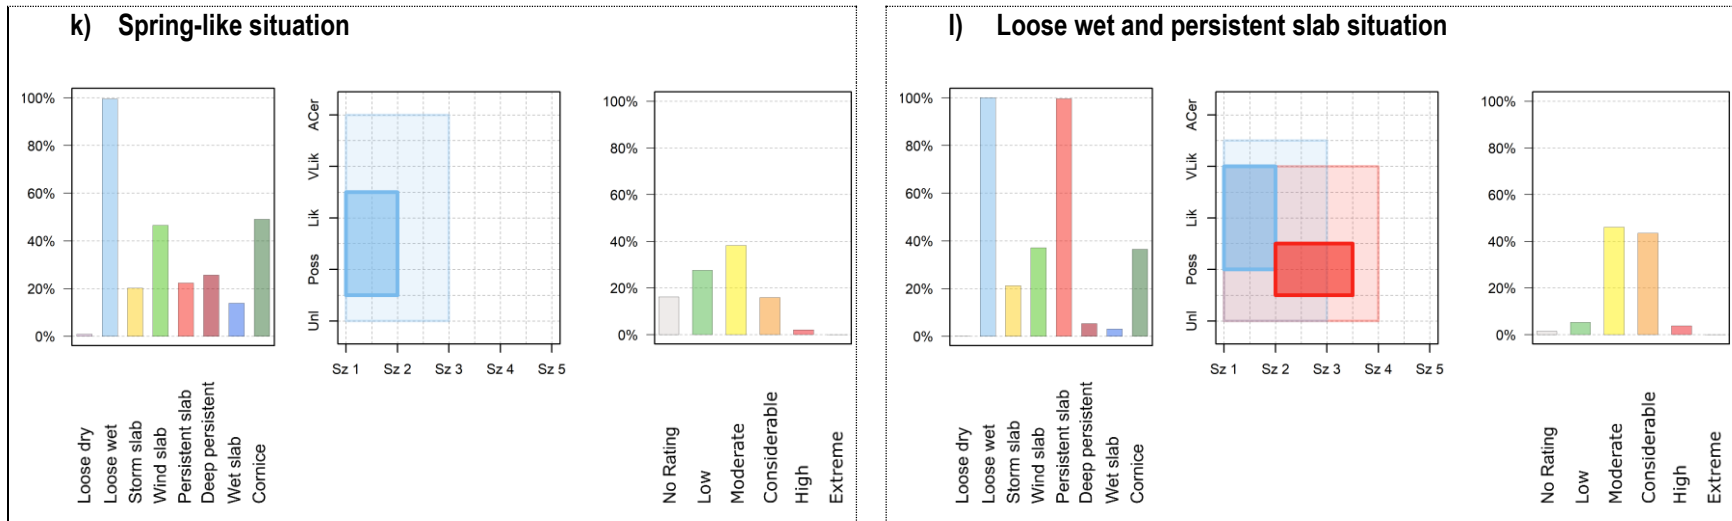 k) Spring-like situation
100%
80%
60%
40%
20%
0%
Loose dry
Loose wet
Storm slab
Wind slab
Persistent slab
Deep persistent
Wet slab
Cornice
ACer
VLik
Lik
Poss
Unl
Sz 1 Sz 2 Sz 3 Sz 4 Sz 5
100%
80%
60%
40%
20%
0%
No Rating
Low
Moderate
Considerable
High
Extreme
l) Loose wet and persistent slab situation
100%
80%
60%
40%
20%
0%
Loose dry
Loose wet
Storm slab
Wind slab
Persistent slab
Deep persistent
Wet slab
Cornice
ACer
VLik
Lik
Poss
Unl
Sz 1 Sz 2 Sz 3 Sz 4 Sz 5
100%
80%
60%
40%
20%
0%
No Rating
Low
Moderate
Considerable
High
Extreme